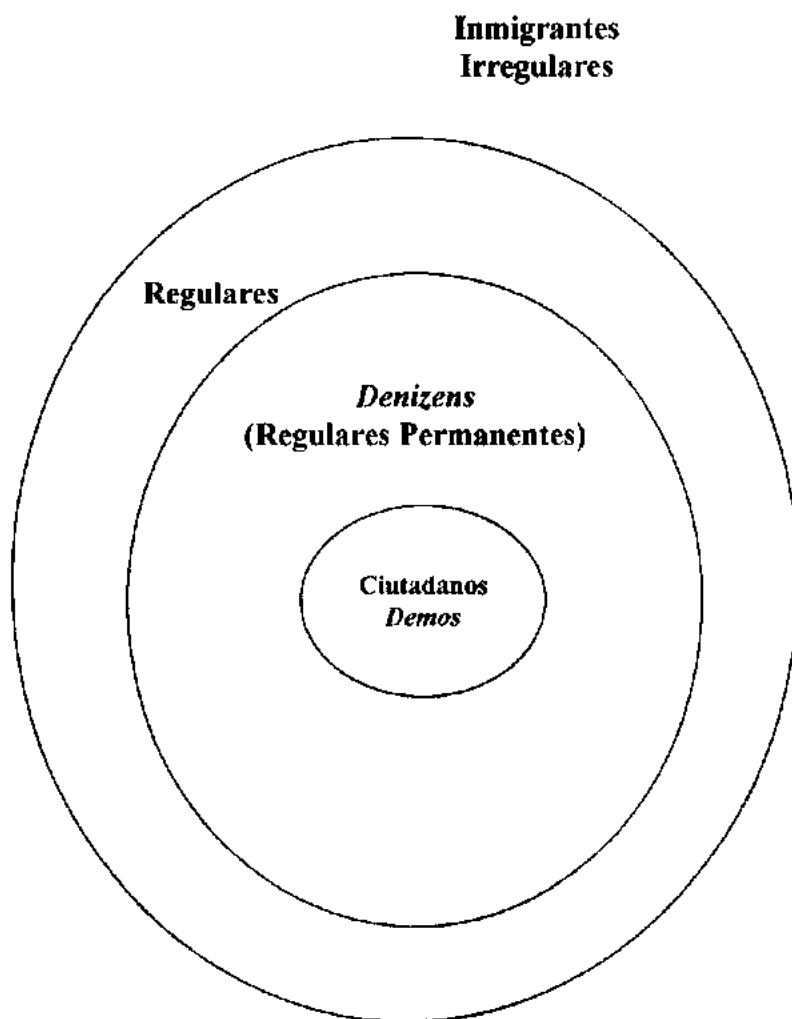 Inmigrantes
Irregulares
Regulares
Denizens
(Regulares Permanentes)
Ciutadanos
Demos